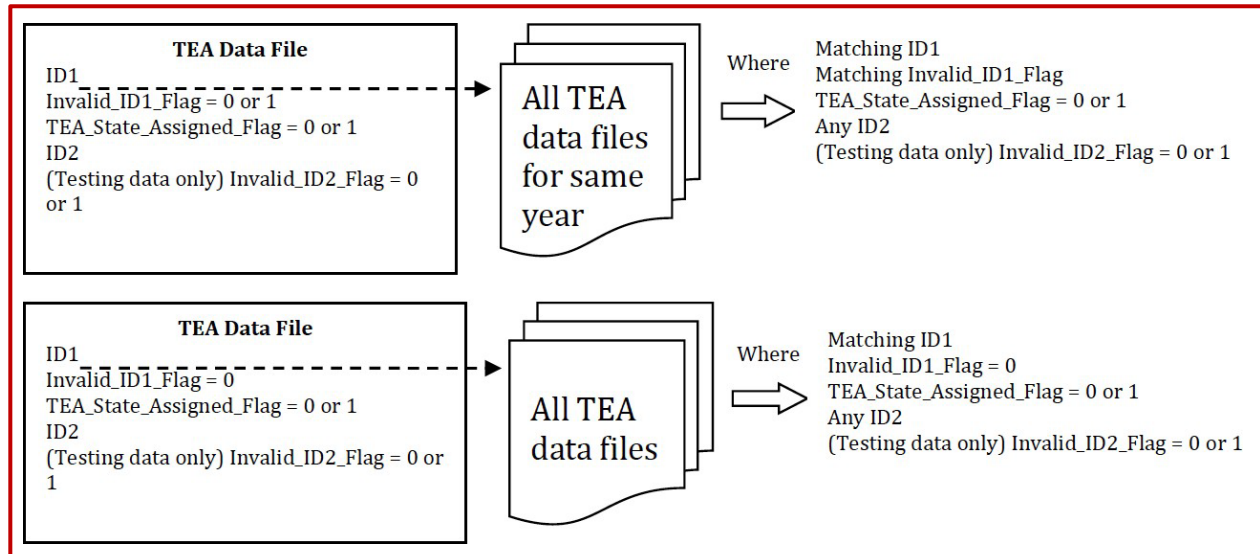 TEA Data File
ID1
Invalid_ID1_Flag = 0 or 1
TEA_State_Assigned_Flag = 0 or 1
ID2
(Testing data only) Invalid_ID2_Flag = 0
or 1
All TEA
data files
for same
year
Where
Matching ID1
Matching Invalid_ID1_Flag
TEA_State_Assigned_Flag = 0 or 1
Any ID2
(Testing data only) Invalid_ID2_Flag = 0 or 1
TEA Data File
ID1
Invalid_ID1_Flag = 0
TEA_State_Assigned_Flag = 0 or 1
ID2
(Testing data only) Invalid_ID2_Flag = 0 or
1
All TEA
data files
Where
Matching ID1
Invalid_ID1_Flag = 0
TEA_State_Assigned_Flag = 0 or 1
Any ID2
(Testing data only) Invalid_ID2_Flag = 0 or 1